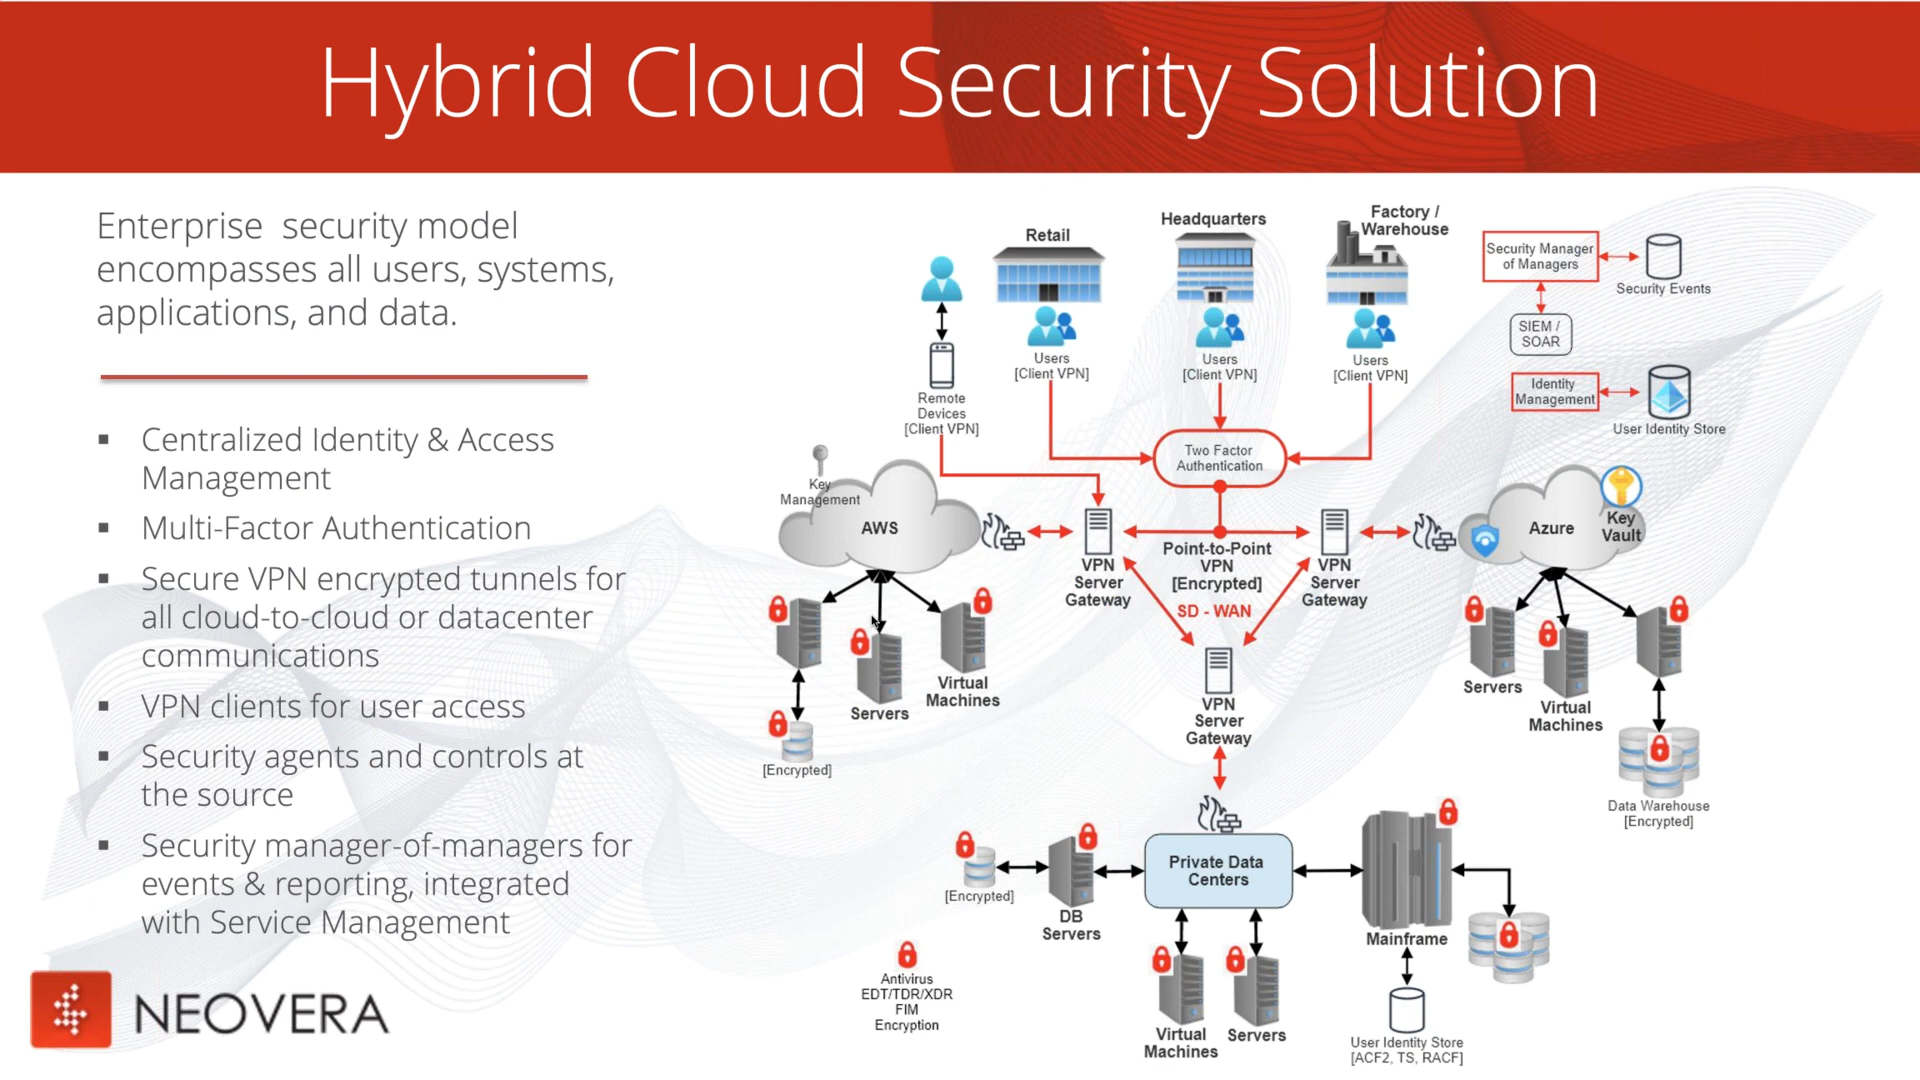 Hybrid Cloud Security Solution
Enterprise  security model
encompasses all users, systems,
applications, and data.
▪ Centralized Identity & Access
Management
▪ Multi-Factor Authentication
▪ Secure VPN encrypted tunnels for
all cloud-to-cloud or datacenter
communications
▪ VPN clients for user access
▪ Security agents and controls at
the source
▪ Security manager-of-managers for
events & reporting, integrated
with Service Management
NEOVERA
Retail
Headquarters
Factory /
Warehouse
Users
[Client VPN]
Users
[Client VPN]
Users
[Client VPN]
Remote
Devices
[Client VPN]
Security Manager
of Managers
Security Events
SIEM /
SOAR
Identity
Management
User Identity Store
Two Factor
Authentication
Key
Management
AWS
VPN
Server
Gateway
Point-to-Point
VPN
[Encrypted]
SD - WAN
VPN
Server
Gateway
Azure
Key
Vault
Servers
Virtual
Machines
[Encrypted]
VPN
Server
Gateway
Servers
Virtual
Machines
Data Warehouse
[Encrypted]
Private Data
Centers
[Encrypted]
DB
Servers
Mainframe
Antivirus
EDT/TDR/XDR
FIM
Encryption
Virtual
Machines
Servers
User Identity Store
[ACF2, TS, RACF]